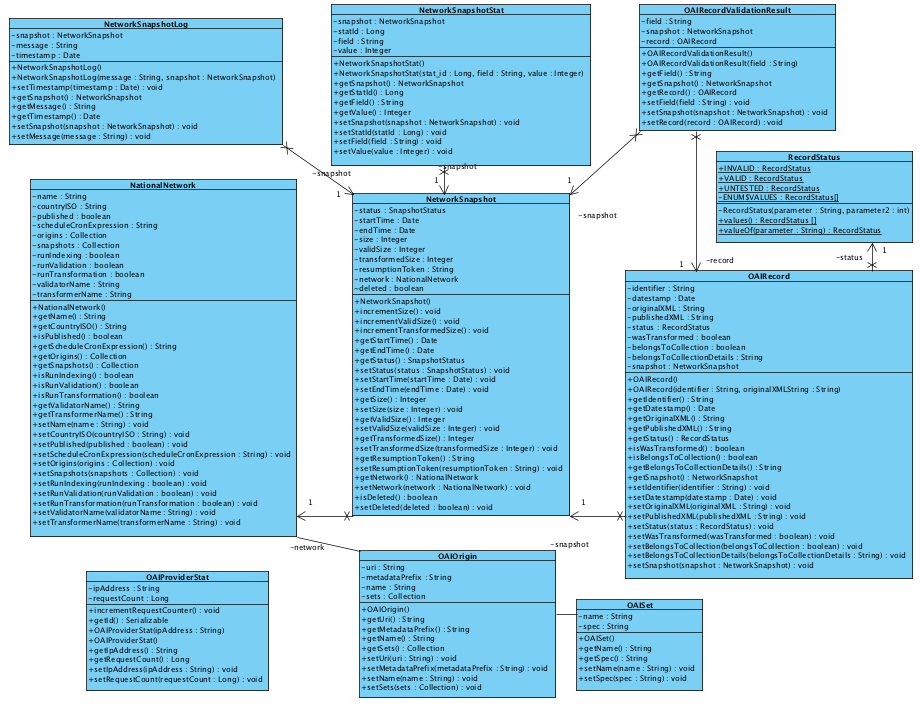 NetworkSnapshotLog
-snapshot : NetworkSnapshot
-message : String
-timestamp : Date
+NetworkSnapshotLog()
+NetworkSnapshotLog(message : String, snapshot : NetworkSnapshot)
+setTimestamp(timestamp : Date) : void
+getSnapshot() : NetworkSnapshot
+getMessage() : String
+getTimestamp() : Date
+setSnapshot(snapshot : NetworkSnapshot) : void
+setMessage(message : String) : void
NetworkSnapshotStat
-snapshot : NetworkSnapshot
-statId : Long
-field : String
-value : Integer
+NetworkSnapshotStat()
+NetworkSnapshotStat(stat_id : Long, field : String, value : Integer)
+getSnapshot() : NetworkSnapshot
+getStatId() : Long
+getField() : String
+getValue() : Integer
+setSnapshot(snapshot : NetworkSnapshot) : void
+setStatId(statId : Long) : void
+setField(field : String) : void
+setValue(value : Integer) : void
OAIRecordValidationResult
-field : String
-snapshot : NetworkSnapshot
-record : OAIRecord
+OAIRecordValidationResult()
+OAIRecordValidationResult(field : String)
+getField() : String
+getSnapshot() : NetworkSnapshot
+getRecord() : OAIRecord
+setField(field : String) : void
+setSnapshot(snapshot : NetworkSnapshot) : void
+setRecord(record : OAIRecord) : void
RecordStatus
+INVALID : RecordStatus
+VALID : RecordStatus
+UNTESTED : RecordStatus
-ENUM$VALUES : RecordStatus[]
-RecordStatus(parameter : String, parameter2 : int)
+values() : RecordStatus []
+valueOf(parameter : String) : RecordStatus
-snapshot
1
-snapshot
1
1
-snapshot
1
-record
-status
1
NationalNetwork
-name : String
-countryISO : String
-published : boolean
-scheduleCronExpression : String
-origins : Collection
-snapshots : Collection
-runIndexing : boolean
-runValidation : boolean
-runTransformation : boolean
-validatorName : String
-transformerName : String
+NationalNetwork()
+getName() : String
+getCountryISO() : String
+isPublished() : boolean
+getScheduleCronExpression() : String
+getOrigins() : Collection
+getSnapshots() : Collection
+isRunIndexing() : boolean
+isRunValidation() : boolean
+isRunTransformation() : boolean
+getValidatorName() : String
+getTransformerName() : String
+setName(name : String) : void
+setCountryISO(countryISO : String) : void
+setPublished(published : boolean) : void
+setScheduleCronExpression(scheduleCronExpression : String) : void
+setOrigins(origins : Collection) : void
+setSnapshots(snapshots : Collection) : void
+setRunIndexing(runIndexing : boolean) : void
+setRunValidation(runValidation : boolean) : void
+setRunTransformation(runTransformation : boolean) : void
+setValidatorName(validatorName : String) : void
+setTransformerName(transformerName : String) : void
NetworkSnapshot
-status : SnapshotStatus
-startTime : Date
-endTime : Date
-size : Integer
-validSize : Integer
-transformedSize : Integer
-resumptionToken : String
-network : NationalNetwork
-deleted : boolean
+NetworkSnapshot()
+incrementSize() : void
+incrementValidSize() : void
+incrementTransformedSize() : void
+getStartTime() : Date
+getEndTime() : Date
+getStatus() : SnapshotStatus
+setStatus(status : SnapshotStatus) : void
+setStartTime(startTime : Date) : void
+setEndTime(endTime : Date) : void
+getSize() : Integer
+setSize(size : Integer) : void
+getValidSize() : Integer
+setValidSize(validSize : Integer) : void
+getTransformedSize() : Integer
+setTransformedSize(transformedSize : Integer) : void
+getResumptionToken() : String
+setResumptionToken(resumptionToken : String) : void
+getNetwork() : NationalNetwork
+setNetwork(network : NationalNetwork) : void
+isDeleted() : boolean
+setDeleted(deleted : boolean) : void
OAIRecord
-identifier : String
-datestamp : Date
-originalXML : String
-publishedXML : String
-status : RecordStatus
-wasTransformed : boolean
-belongsToCollection : boolean
-belongsToCollectionDetails : String
-snapshot : NetworkSnapshot
+OAIRecord()
+OAIRecord(identifier : String, originalXMLString : String)
+getIdentifier() : String
+getDatestamp() : Date
+getOriginalXML() : String
+getPublishedXML() : String
+getStatus() : RecordStatus
+isWasTransformed() : boolean
+isBelongsToCollection() : boolean
+getBelongsToCollectionDetails() : String
+getSnapshot() : NetworkSnapshot
+setIdentifier(identifier : String) : void
+setDatestamp(datestamp : Date) : void
+setOriginalXML(originalXML : String) : void
+setPublishedXML(publishedXML : String) : void
+setStatus(status : RecordStatus) : void
+setWasTransformed(wasTransformed : boolean) : void
+setBelongsToCollection(belongsToCollection : boolean) : void
+setBelongsToCollectionDetails(belongsToCollectionDetails : String) : void
+setSnapshot(snapshot : NetworkSnapshot) : void
1
-network
1
-snapshot
OAIProviderStat
-ipAddress : String
-requestCount : Long
+incrementRequestCounter() : void
+getId() : Serializable
+OAIProviderStat(ipAddress : String)
+OAIProviderStat()
+getIpAddress() : String
+getRequestCount() : Long
+setIpAddress(ipAddress : String) : void
+setRequestCount(requestCount : Long) : void
OAIOrigin
-uri : String
-metadataPrefix : String
-name : String
-sets : Collection
+OAIOrigin()
+getUri() : String
+getMetadataPrefix() : String
+getName() : String
+getSets() : Collection
+setUri(uri : String) : void
+setMetadataPrefix(metadataPrefix : String) : void
+setName(name : String) : void
+setSets(sets : Collection) : void
OAISet
-name : String
-spec : String
+OAISet()
+getName() : String
+getSpec() : String
+setName(name : String) : void
+setSpec(spec : String) : void